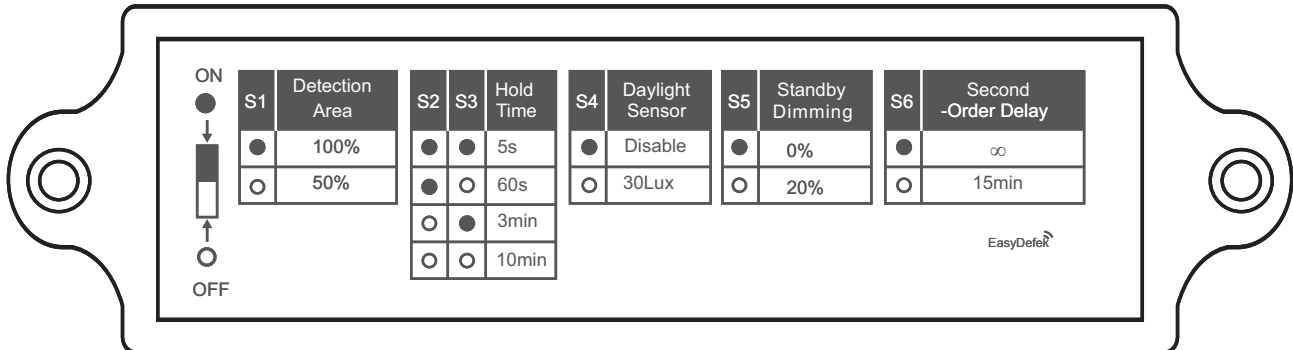 ON
OFF
S1 Detection
Area
100%
50%
S2 S3 Hold
Time
5s
60s
3min
10min
S4 Daylight
Sensor
Disable
30Lux
S5 Standby
Dimming
0%
20%
S6 Second
-Order Delay
∞
15min
EasyDefek